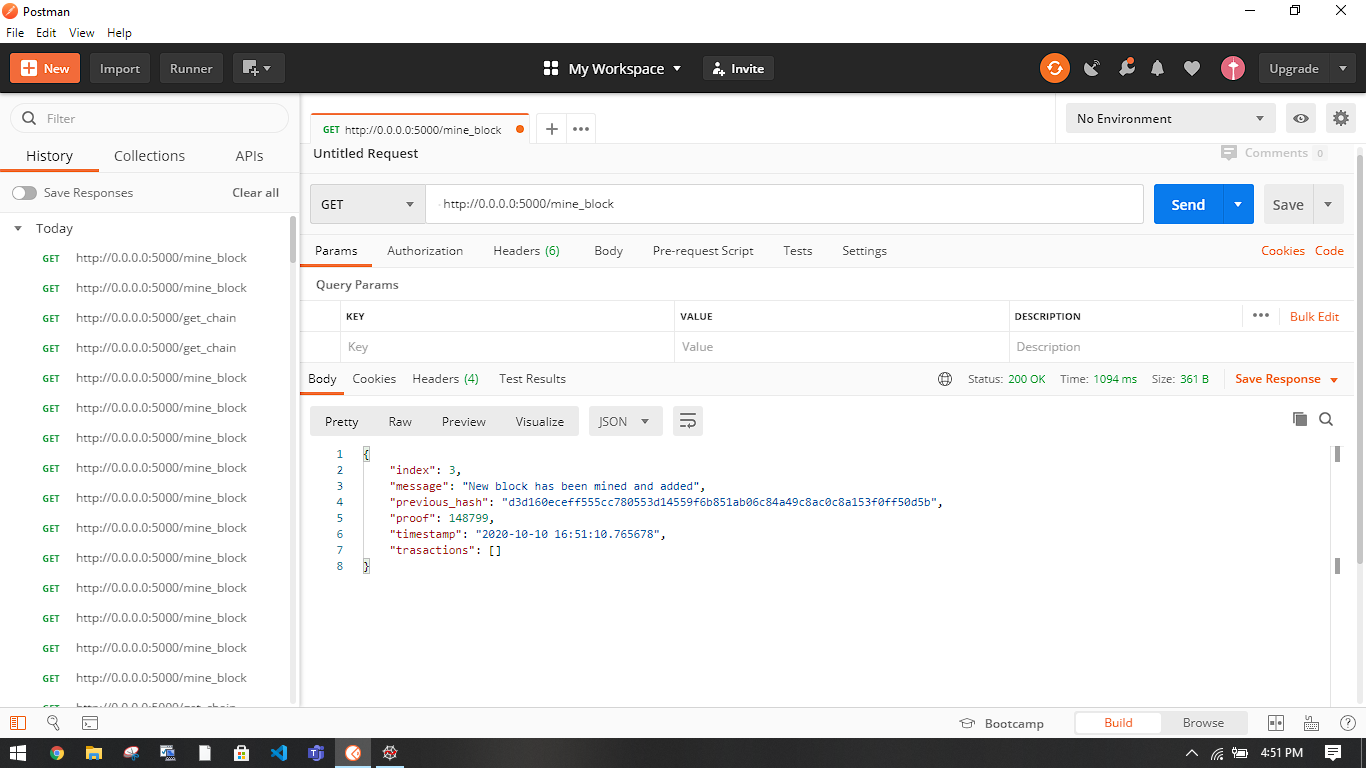 Postman
File Edit View Help
New Import Runner My Workspace Invite Upgrade
Filter
History Collections APIs
Save Responses Clear all
Today
GET http://0.0.0.0:5000/mine_block
GET http://0.0.0.0:5000/mine_block
GET http://0.0.0.0:5000/get_chain
GET http://0.0.0.0:5000/get_chain
GET http://0.0.0.0:5000/mine_block
GET http://0.0.0.0:5000/mine_block
GET http://0.0.0.0:5000/mine_block
GET http://0.0.0.0:5000/mine_block
GET http://0.0.0.0:5000/mine_block
GET http://0.0.0.0:5000/mine_block
GET http://0.0.0.0:5000/mine_block
GET http://0.0.0.0:5000/mine_block
GET http://0.0.0.0:5000/mine_block
GET http://0.0.0.0:5000/mine_block
GET http://0.0.0.0:5000/mine_block
GET http://0.0.0.0:5000/get_chain
GET http://0.0.0.0:5000/mine_block
No Environment
Untitled Request Comments 0
GET http://0.0.0.0:5000/mine_block Send Save
Params Authorization Headers (6) Body Pre-request Script Tests Settings Cookies Code
Query Params
KEY VALUE DESCRIPTION Bulk Edit
Key Value Description
Body Cookies Headers (4) Test Results Status: 200 OK Time: 1094 ms Size: 361 B Save Response
Pretty Raw Preview Visualize JSON
1 {
2 "index": 3,
3 "message": "New block has been mined and added",
4 "previous_hash": "d3d160eceff555cc780553d14559f6b851ab06c84a49c8ac0c8a153f0ff50d5b",
5 "proof": 148799,
6 "timestamp": "2020-10-10 16:51:10.765678",
7 "trasactions": []
8 }
Bootcamp Build Browse
4:51 PM